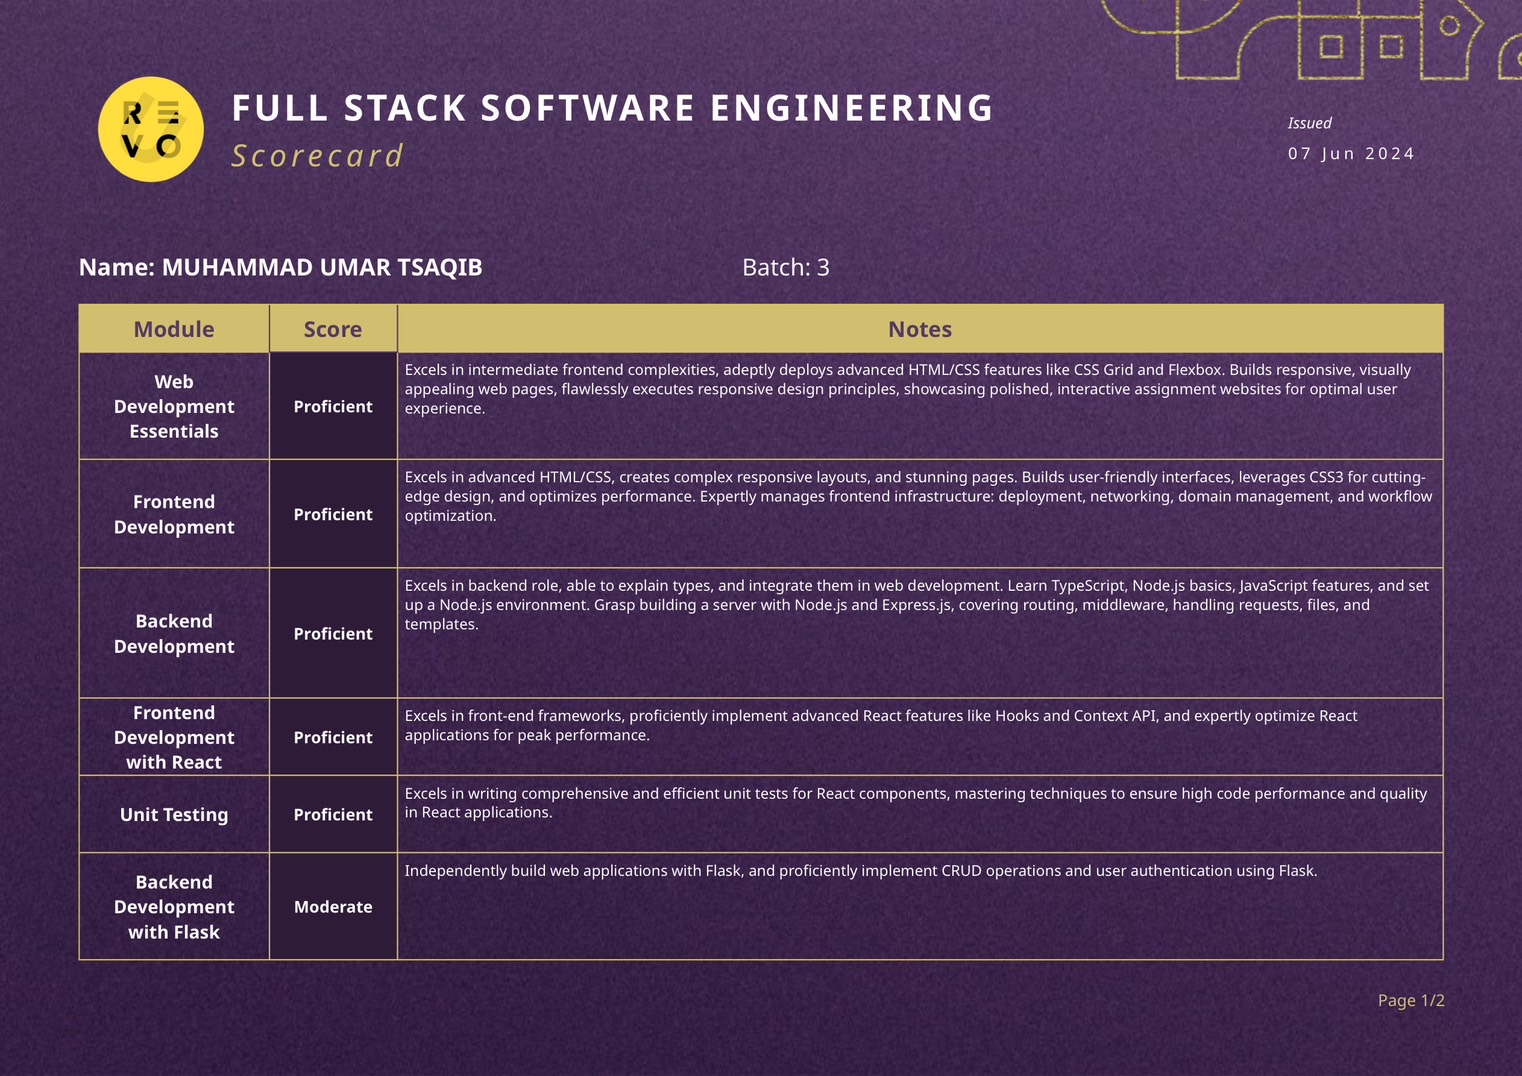 RE
VO
FULL STACK SOFTWARE ENGINEERING
Scorecard
Issued
07 Jun 2024
Name: MUHAMMAD UMAR TSAQIB
Batch: 3
Module
Score
Notes
Web
Development
Essentials
Proficient
Excels in intermediate frontend complexities, adeptly deploys advanced HTML/CSS features like CSS Grid and Flexbox. Builds responsive, visually
appealing web pages, flawlessly executes responsive design principles, showcasing polished, interactive assignment websites for optimal user
experience.
Frontend
Development
Proficient
Excels in advanced HTML/CSS, creates complex responsive layouts, and stunning pages. Builds user-friendly interfaces, leverages CSS3 for cutting-
edge design, and optimizes performance. Expertly manages frontend infrastructure: deployment, networking, domain management, and workflow
optimization.
Backend
Development
Proficient
Excels in backend role, able to explain types, and integrate them in web development. Learn TypeScript, Node.js basics, JavaScript features, and set
up a Node.js environment. Grasp building a server with Node.js and Express.js, covering routing, middleware, handling requests, files, and
templates.
Frontend
Development
with React
Proficient
Excels in front-end frameworks, proficiently implement advanced React features like Hooks and Context API, and expertly optimize React
applications for peak performance.
Unit Testing
Proficient
Excels in writing comprehensive and efficient unit tests for React components, mastering techniques to ensure high code performance and quality
in React applications.
Backend
Development
with Flask
Moderate
Independently build web applications with Flask, and proficiently implement CRUD operations and user authentication using Flask.
Page 1/2